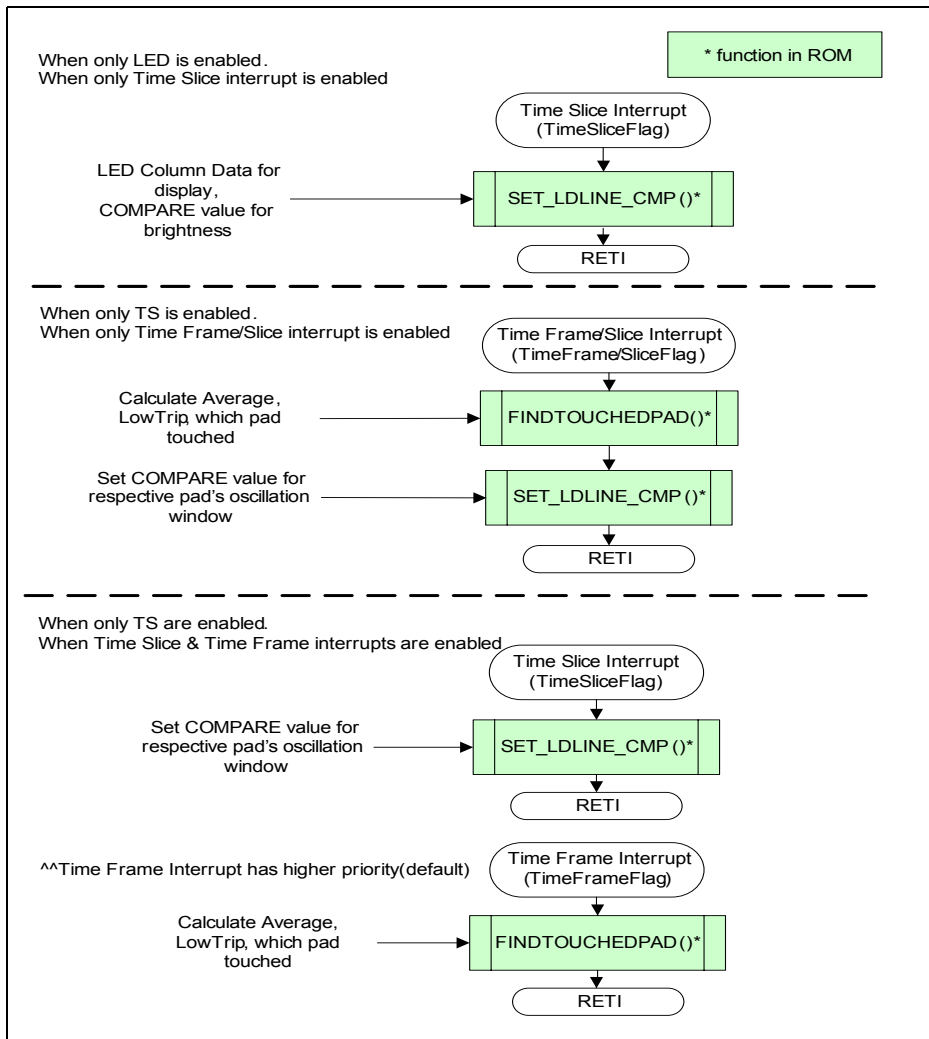 When only LED is enabled.
When only Time Slice interrupt is enabled
* function in ROM
Time Slice Interrupt
(TimeSliceFlag)
LED Column Data for
display,
COMPARE value for
brightness
SET_LDLINE_CMP()*
RETI
When only TS is enabled.
When only Time Frame/Slice interrupt is enabled
Time Frame/Slice Interrupt
(TimeFrame/SliceFlag)
Calculate Average,
LowTrip, which pad
touched
FINDTOUCHEDPAD()*
Set COMPARE value for
respective pad's oscillation
window
SET_LDLINE_CMP()*
RETI
When only TS are enabled.
When Time Slice & Time Frame interrupts are enabled
Time Slice Interrupt
(TimeSliceFlag)
Set COMPARE value for
respective pad's oscillation
window
SET_LDLINE_CMP()*
RETI
^^Time Frame Interrupt has higher priority(default)
Time Frame Interrupt
(TimeFrameFlag)
Calculate Average,
LowTrip, which pad
touched
FINDTOUCHEDPAD()*
RETI